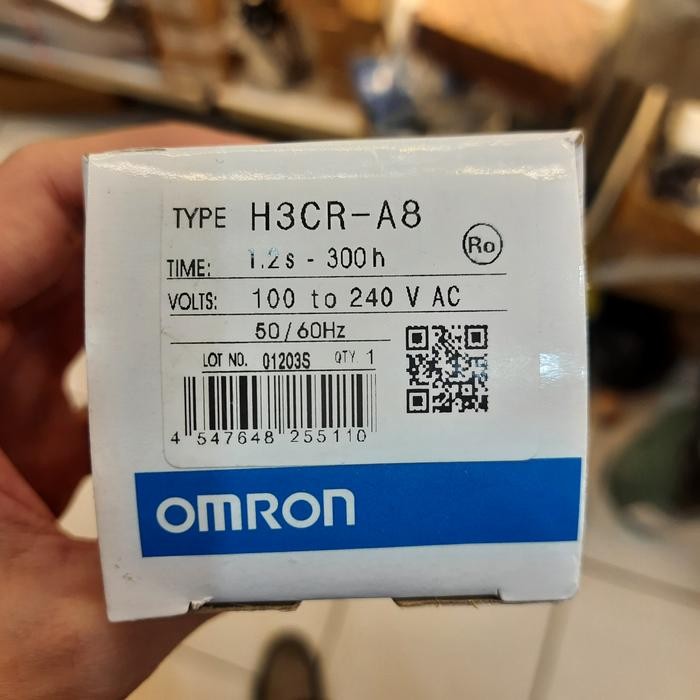 TYPE H3CR-A8
Ro
TIME: 1.2s - 300h
VOLTS: 100 to 240 V AC
50/60Hz
LOT NO. 01203S QTY 1
4 547648 255110
OMRON